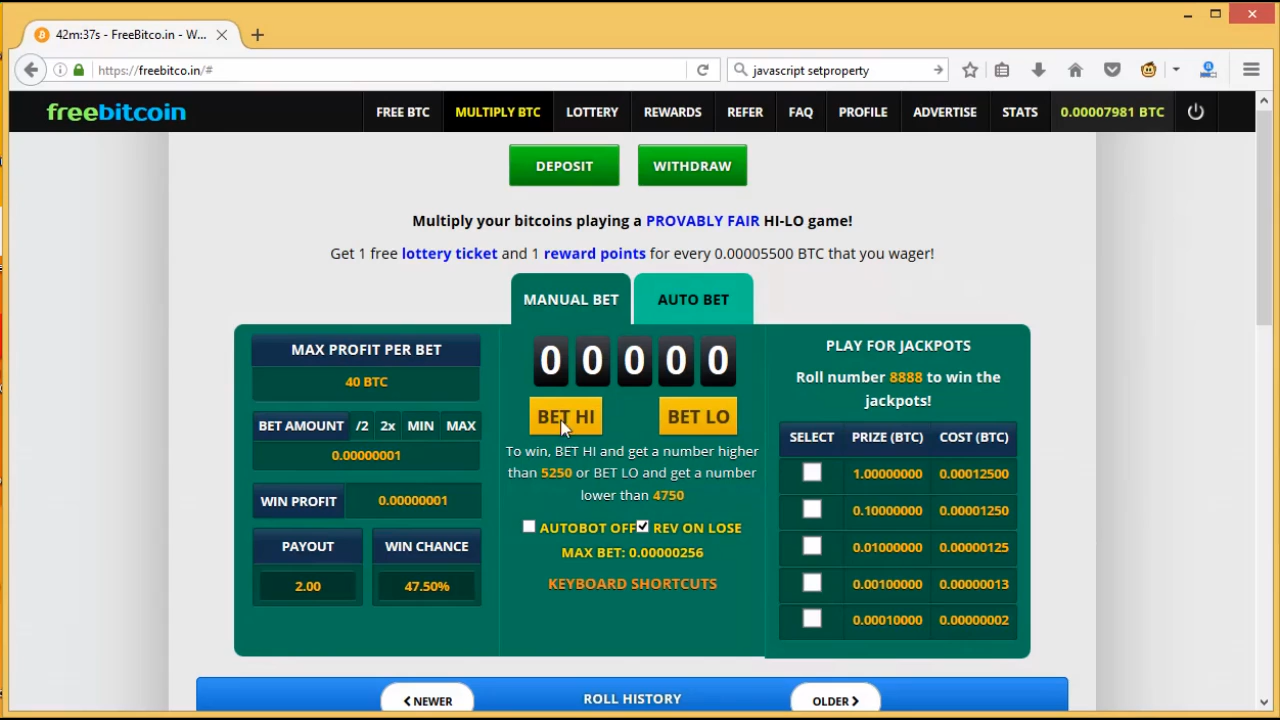 42m:37s - FreeBitco.in - W...
https://freebitco.in/#
javascript setproperty
freebitcoin
FREE BTC
MULTIPLY BTC
LOTTERY
REWARDS
REFER
FAQ
PROFILE
ADVERTISE
STATS
0.00007981 BTC
DEPOSIT
WITHDRAW
Multiply your bitcoins playing a PROVABLY FAIR HI-LO game!
Get 1 free lottery ticket and 1 reward points for every 0.00005500 BTC that you wager!
MANUAL BET
AUTO BET
MAX PROFIT PER BET
40 BTC
BET AMOUNT /2 2x MIN MAX
0.00000001
WIN PROFIT 0.00000001
PAYOUT
2.00
WIN CHANCE
47.50%
0 0 0 0 0
BET HI
BET LO
To win, BET HI and get a number higher
than 5250 or BET LO and get a number
lower than 4750
AUTOBOT OFF REV ON LOSE
MAX BET: 0.00000256
KEYBOARD SHORTCUTS
PLAY FOR JACKPOTS
Roll number 8888 to win the
jackpots!
SELECT PRIZE (BTC) COST (BTC)
1.00000000 0.00012500
0.10000000 0.00001250
0.01000000 0.00000125
0.00100000 0.00000013
0.00010000 0.00000002
NEWER
ROLL HISTORY
OLDER